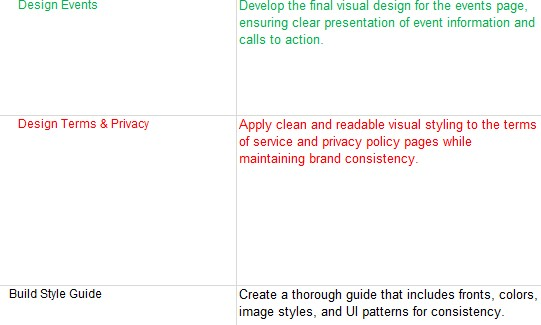 Design Events
Develop the final visual design for the events page,
ensuring clear presentation of event information and
calls to action.
Design Terms & Privacy
Apply clean and readable visual styling to the terms
of service and privacy policy pages while
maintaining brand consistency.
Build Style Guide
Create a thorough guide that includes fronts, colors,
image styles, and UI patterns for consistency.